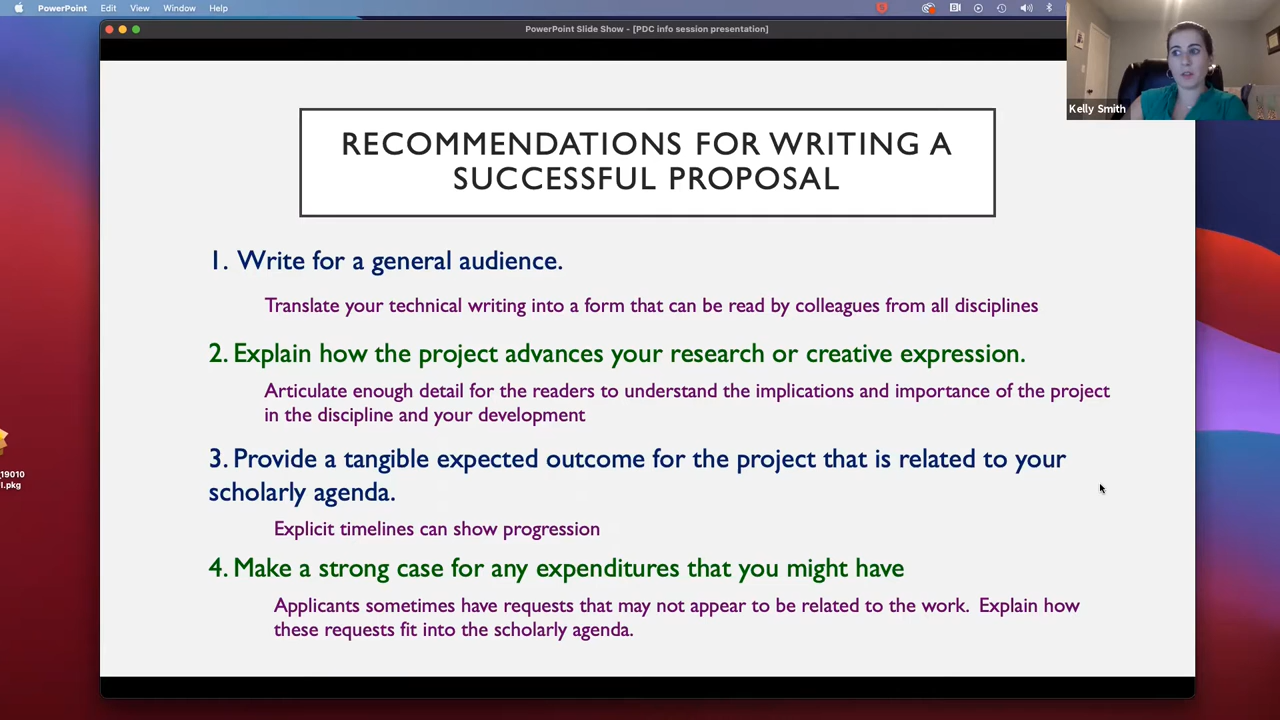 PowerPoint Edit View Window Help
PowerPoint Slide Show - [PDC info session presentation]
Kelly Smith
RECOMMENDATIONS FOR WRITING A
SUCCESSFUL PROPOSAL
1. Write for a general audience.
Translate your technical writing into a form that can be read by colleagues from all disciplines
2. Explain how the project advances your research or creative expression.
Articulate enough detail for the readers to understand the implications and importance of the project
in the discipline and your development
3. Provide a tangible expected outcome for the project that is related to your
scholarly agenda.
19010
l.pkg
Explicit timelines can show progression
4. Make a strong case for any expenditures that you might have
Applicants sometimes have requests that may not appear to be related to the work. Explain how
these requests fit into the scholarly agenda.